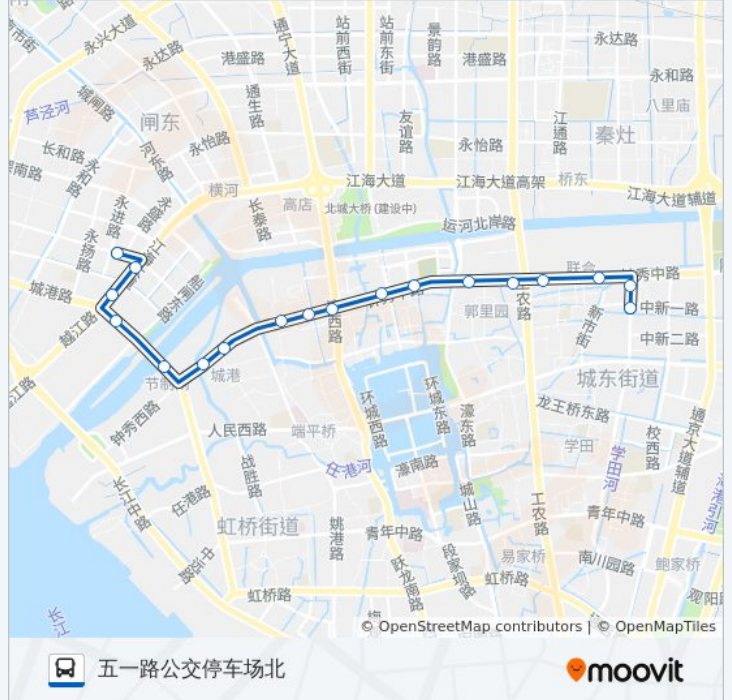 永兴大道
永达路
通宁大道
站前西街
站前东街
景韵路
港盛路
港盛路
永达路
永和路
八里庙
城闸路
芦泾河
闸东
通生路
友谊路
江通路
秦灶
长和路
永和路
河东路
永怡路
永怡路
横河
江海大道
江海大道高架
桥东
江海大道辅道
高店
北城大桥 (建设中)
长泰路
运河北岸路
永进路
永扬路
城港路
越江路
船闸东路
联合
秀中路
郭里园
中新一路
中新二路
新市街
城港
钟秀西路
城东街道
环城西路
环城东路
濠东路
龙王桥东路
通京大道辅道
人民西路
端平桥
任港河
濠南路
学田
学田河
校西路
战胜路
城山路
长江中路
任港路
虹桥街道
姚港路
青年中路
工农路
青年中路
跃龙南路
段家坝路
易家桥
南川园路
鲍家桥
虹桥路
虹桥路
长江
© OpenStreetMap contributors | © OpenMapTiles
五一路公交停车场北
moovit